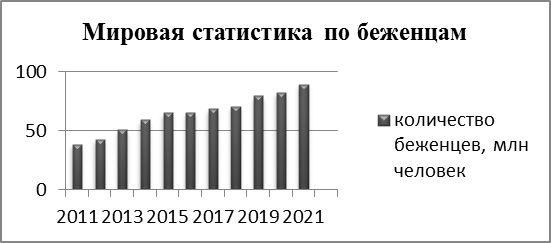 Мировая статистика по беженцам
100
50
0
2011 2013 2015 2017 2019 2021
количество
беженцев, млн
человек